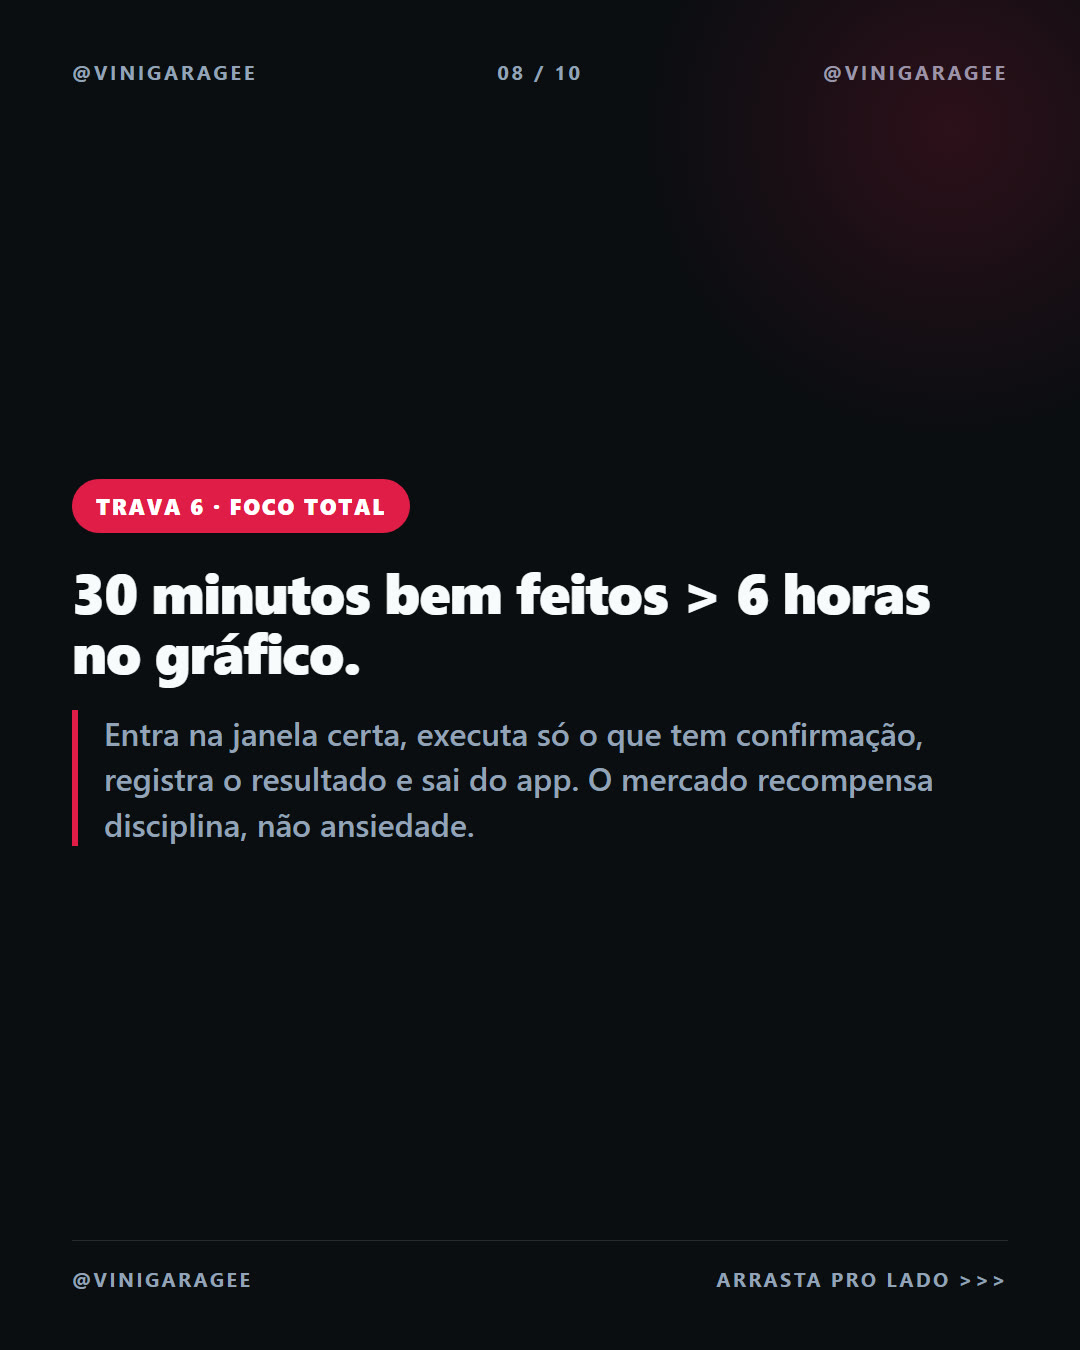 @VINIGARAGEE
08 / 10
@VINIGARAGEE
TRAVA 6 · FOCO TOTAL
30 minutos bem feitos > 6 horas
no gráfico.
Entra na janela certa, executa só o que tem confirmação,
registra o resultado e sai do app. O mercado recompensa
disciplina, não ansiedade.
@VINIGARAGEE
ARRASTA PRO LADO >>>